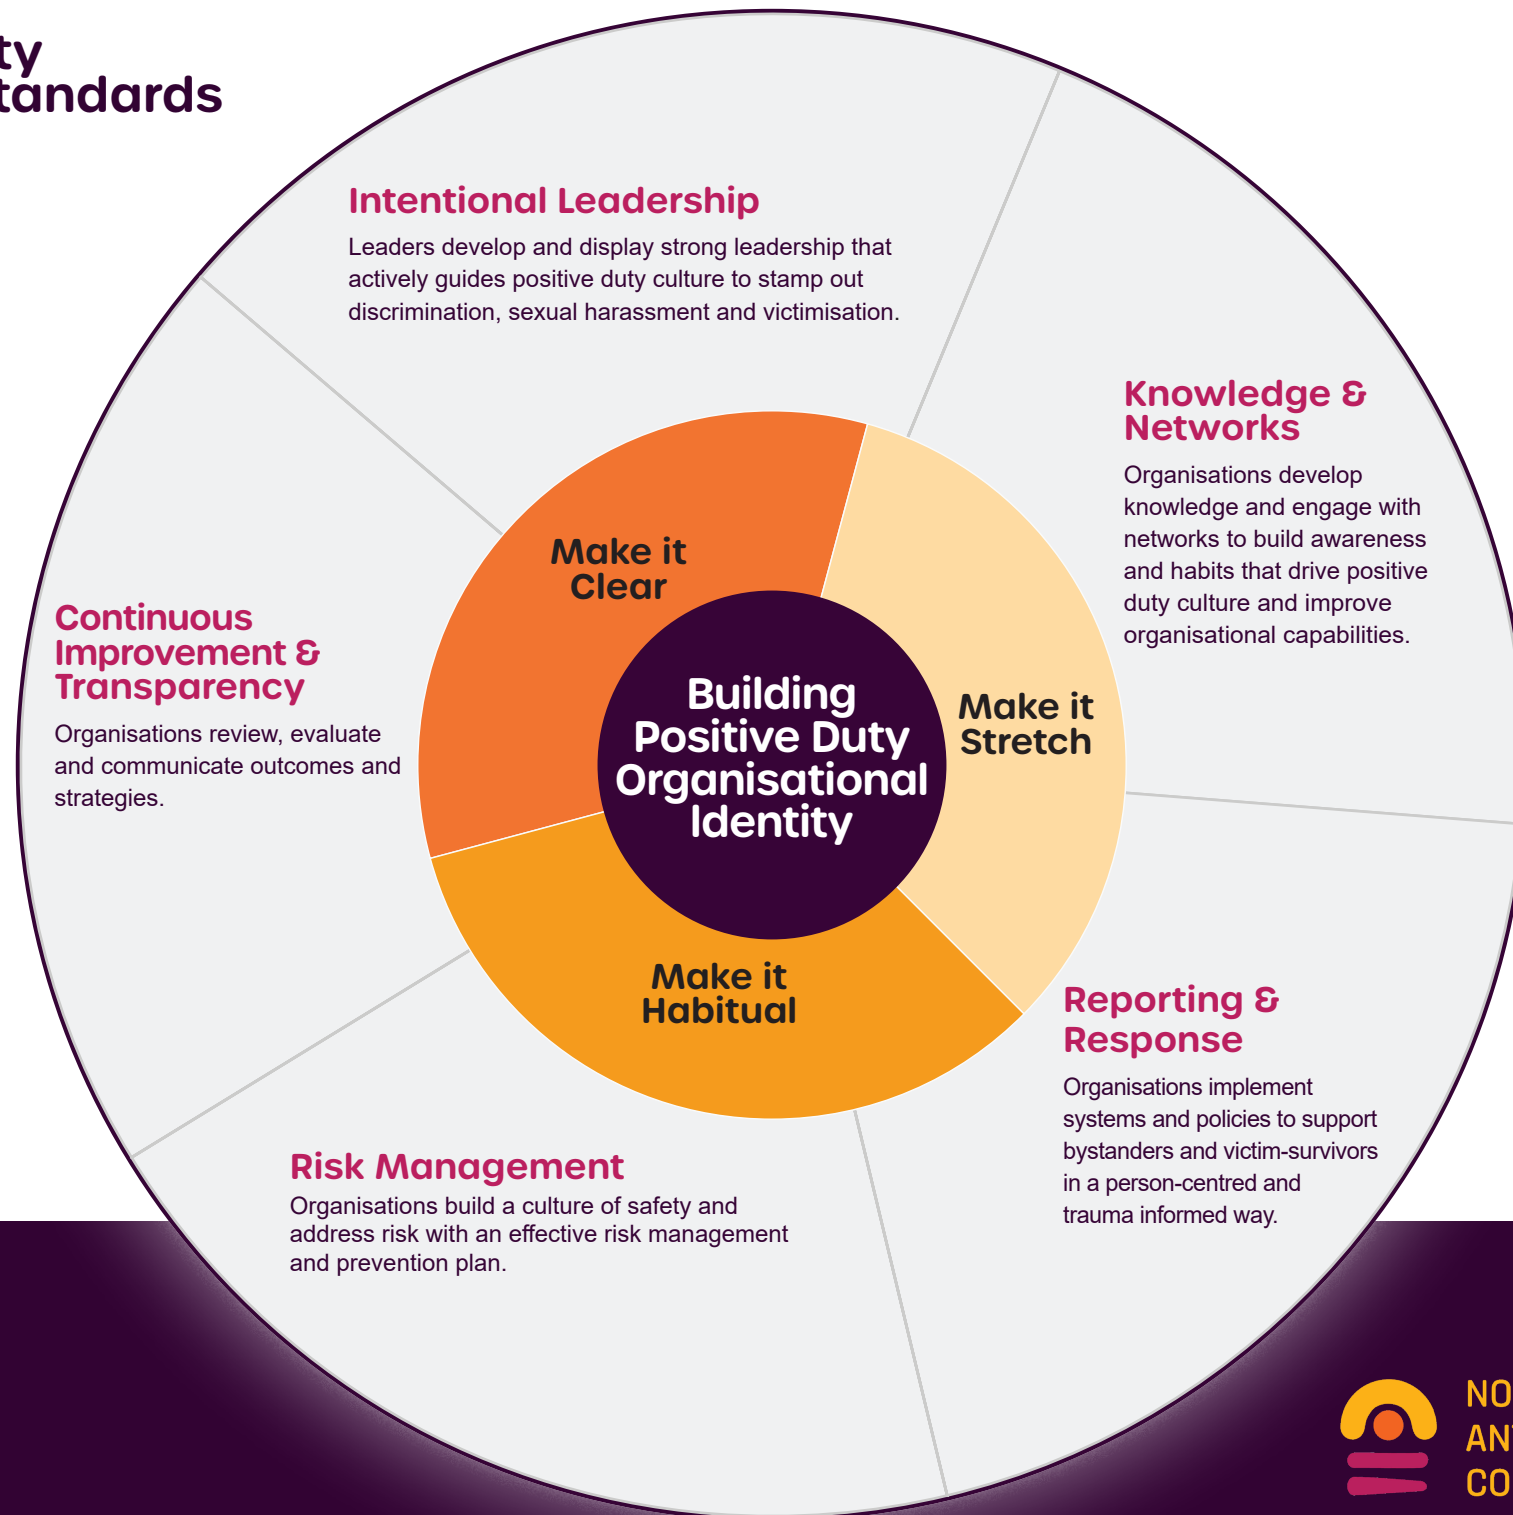 ty
tandards
Intentional Leadership
Leaders develop and display strong leadership that
actively guides positive duty culture to stamp out
discrimination, sexual harassment and victimisation.
Knowledge &
Networks
Organisations develop
knowledge and engage with
networks to build awareness
and habits that drive positive
duty culture and improve
organisational capabilities.
Make it
Clear
Continuous
Improvement &
Transparency
Organisations review, evaluate
and communicate outcomes and
strategies.
Building
Positive Duty
Organisational
Identity
Make it
Stretch
Make it
Habitual
Reporting &
Response
Organisations implement
systems and policies to support
bystanders and victim-survivors
in a person-centred and
trauma informed way.
Risk Management
Organisations build a culture of safety and
address risk with an effective risk management
and prevention plan.
NO
AN
CO